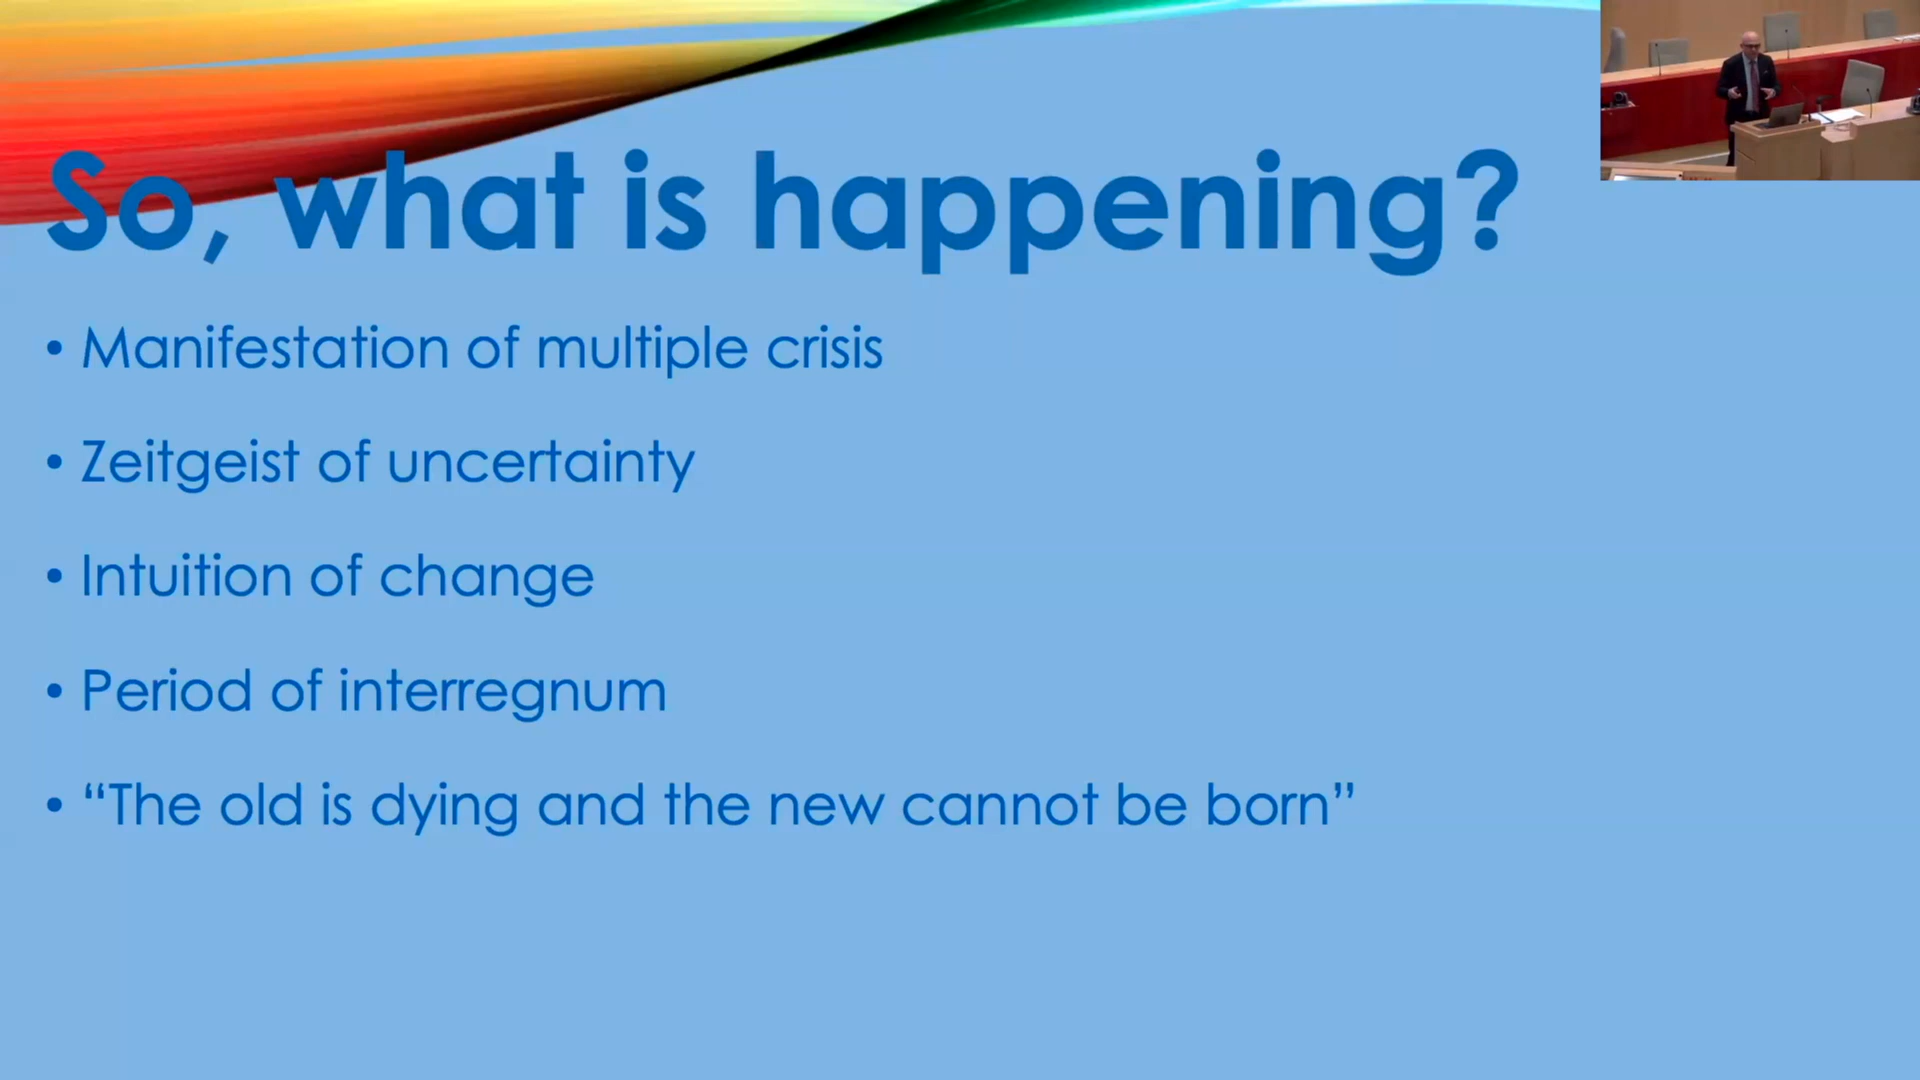 So, what is happening?
• Manifestation of multiple crisis
• Zeitgeist of uncertainty
• Intuition of change
• Period of interregnum
• “The old is dying and the new cannot be born”